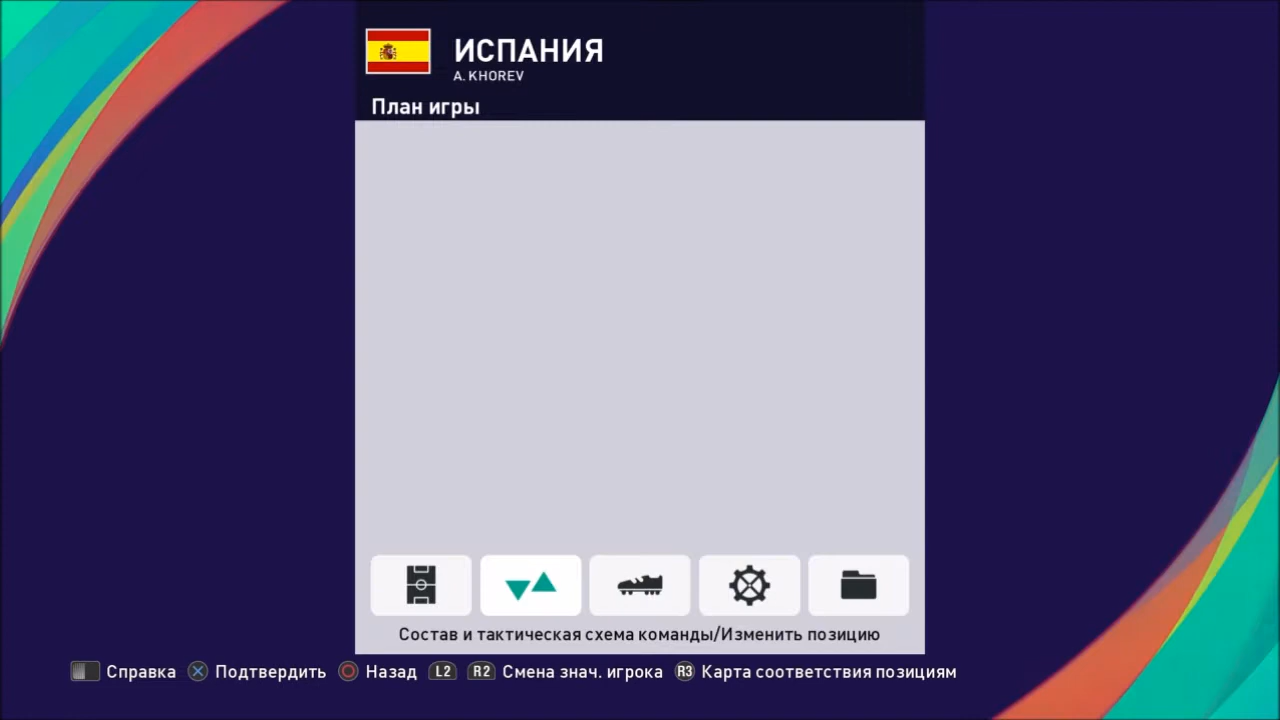 ИСПАНИЯ
A. KHOREV
План игры
Состав и тактическая схема команды/Изменить позицию
Справка Подтвердить Назад L2 R2 Смена знач. игрока R3 Карта соответствия позициям